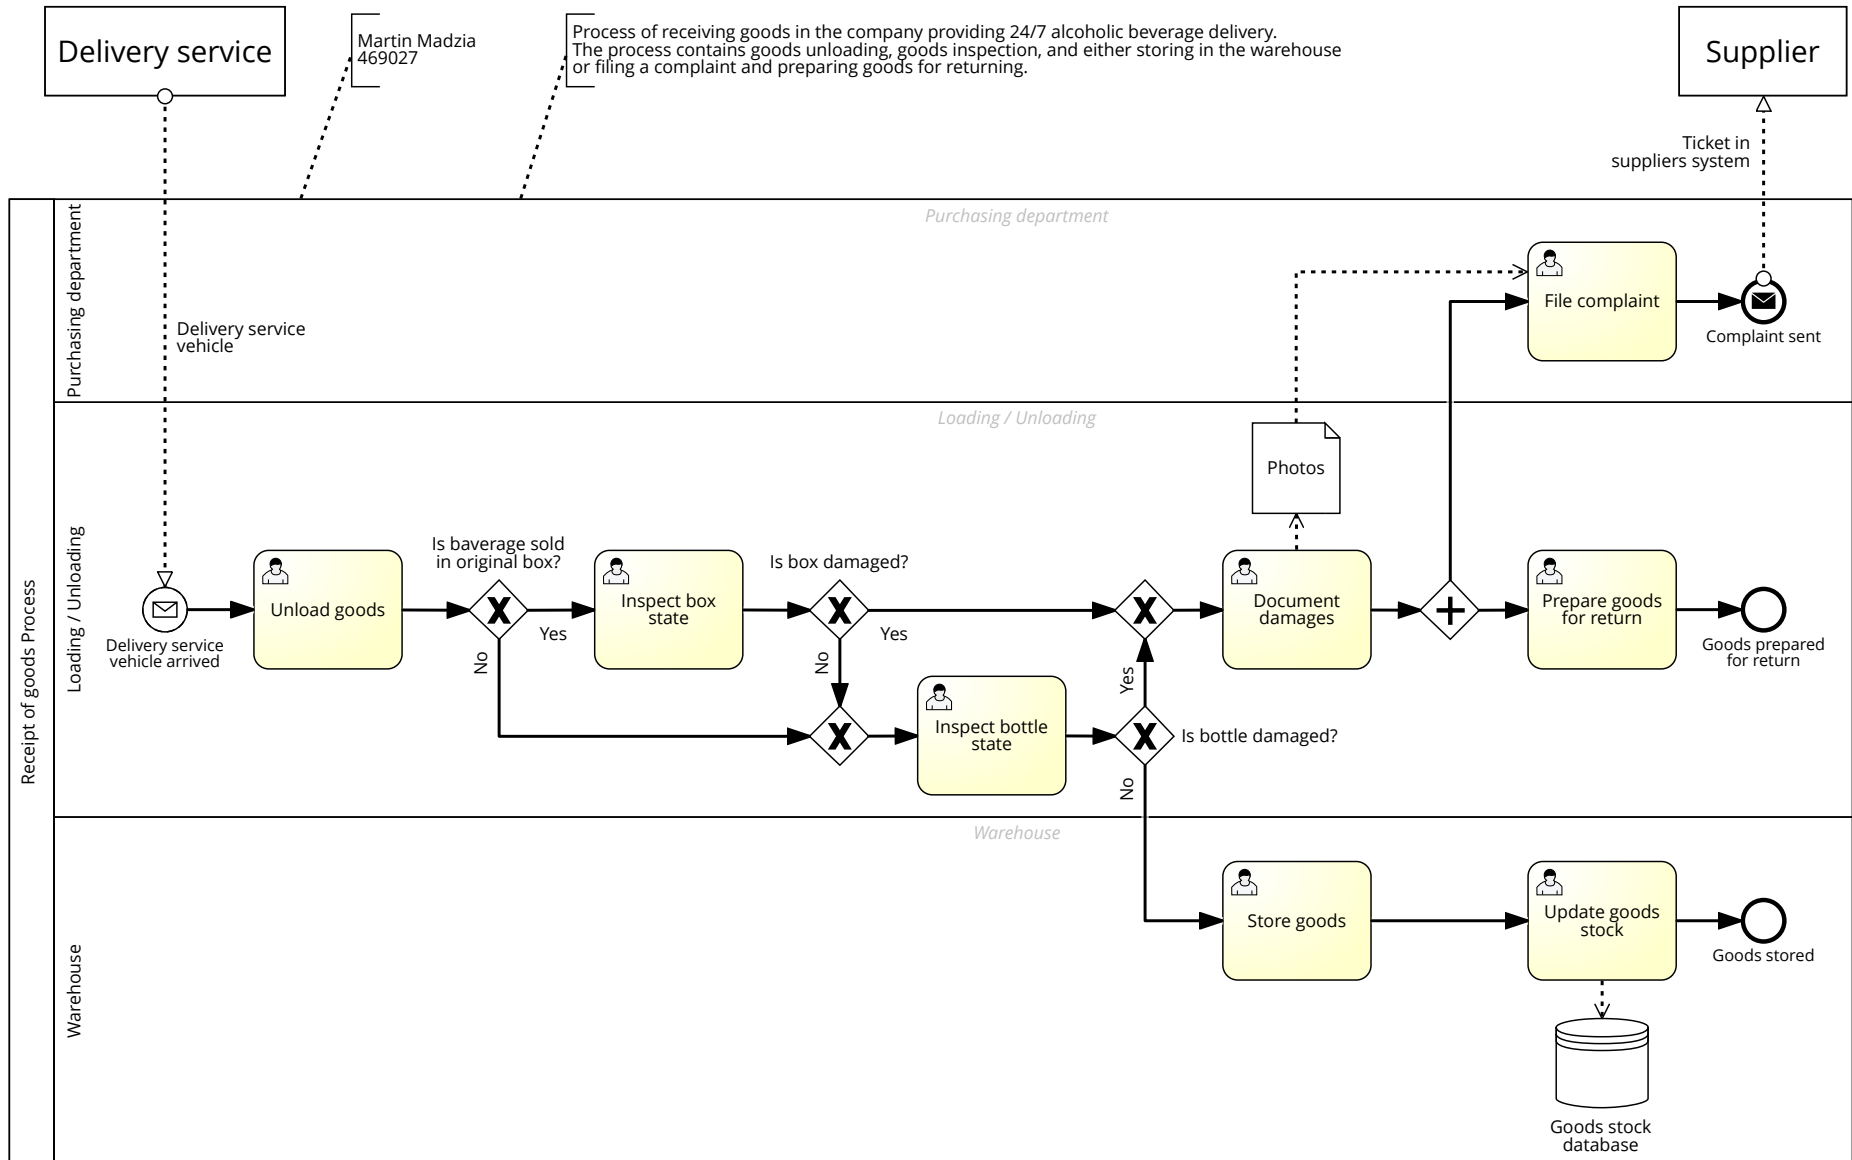 Delivery service
Martin Madzia
469027
Process of receiving goods in the company providing 24/7 alcoholic beverage delivery.
The process contains goods unloading, goods inspection, and either storing in the warehouse
or filing a complaint and preparing goods for returning.
Supplier
Ticket in
suppliers system
Receipt of goods Process
Purchasing department
Purchasing department
Delivery service
vehicle
File complaint
Complaint sent
Loading / Unloading
Loading / Unloading
Photos
Delivery service
vehicle arrived
Unload goods
Is baverage sold
in original box?
Yes
No
Inspect box
state
Is box damaged?
Yes
No
Inspect bottle
state
Yes
Is bottle damaged?
No
Document
damages
Prepare goods
for return
Goods prepared
for return
Warehouse
Warehouse
Store goods
Update goods
stock
Goods stored
Goods stock
database